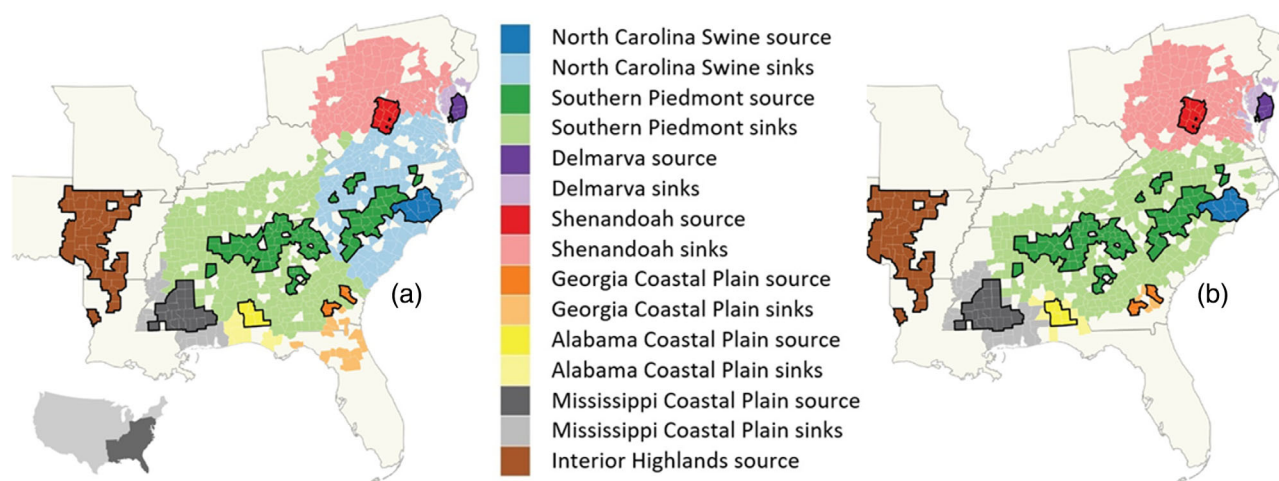 North Carolina Swine source
North Carolina Swine sinks
Southern Piedmont source
Southern Piedmont sinks
Delmarva source
Delmarva sinks
Shenandoah source
Shenandoah sinks
Georgia Coastal Plain source
Georgia Coastal Plain sinks
Alabama Coastal Plain source
Alabama Coastal Plain sinks
Mississippi Coastal Plain source
Mississippi Coastal Plain sinks
Interior Highlands source
(a)
(b)